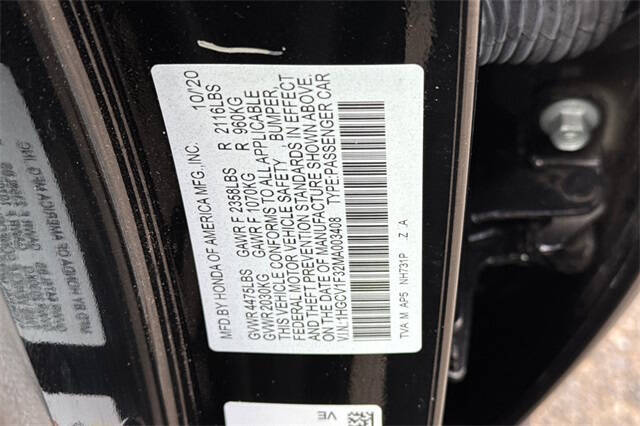 MFD.BY HONDA OF AMERICA MFG.,INC. 10/20
GVWR 4475LBS GAWR F 2358LBS R 2116LBS
GVWR 2030KG GAWR F 1070KG R 960KG
THIS VEHICLE CONFORMS TO ALL APPLICABLE
FEDERAL MOTOR VEHICLE SAFETY , BUMPER,
AND THEFT PREVENTION STANDARDS IN EFFECT
ON THE DATE OF MANUFACTURE SHOWN ABOVE.
V.I.N.:1HGCV1F32MA003408 TYPE:PASSENGER CAR
TVA M AP5 NH731P Z A
VE